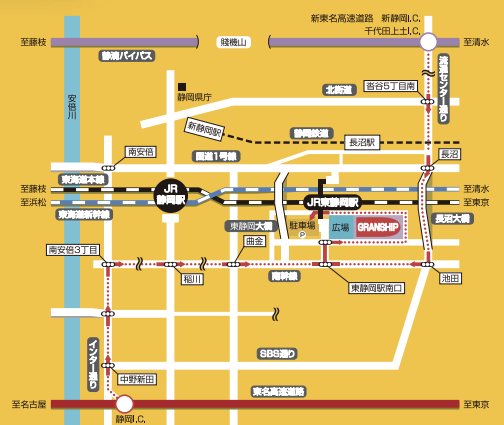 新東名高速道路 新静岡I.C.
千代田上土I.C.
至藤枝
賤機山
至清水
静清バイパス
流通センター通り
安倍川
静岡県庁
北街道
沓谷5丁目南
新静岡駅
静岡鉄道
長沼駅
南安倍
国道1号線
長沼
東海道本線
至藤枝
至浜松
JR
静岡駅
JR東静岡駅
至清水
至東京
東海道新幹線
東静岡大橋
駐車場
P
広場
GRANSHIP
長沼大橋
南安倍3丁目
曲金
稲川
南幹線
東静岡駅南口
池田
インター通り
SBS通り
中野新田
東名高速道路
至名古屋
静岡I.C.
至東京